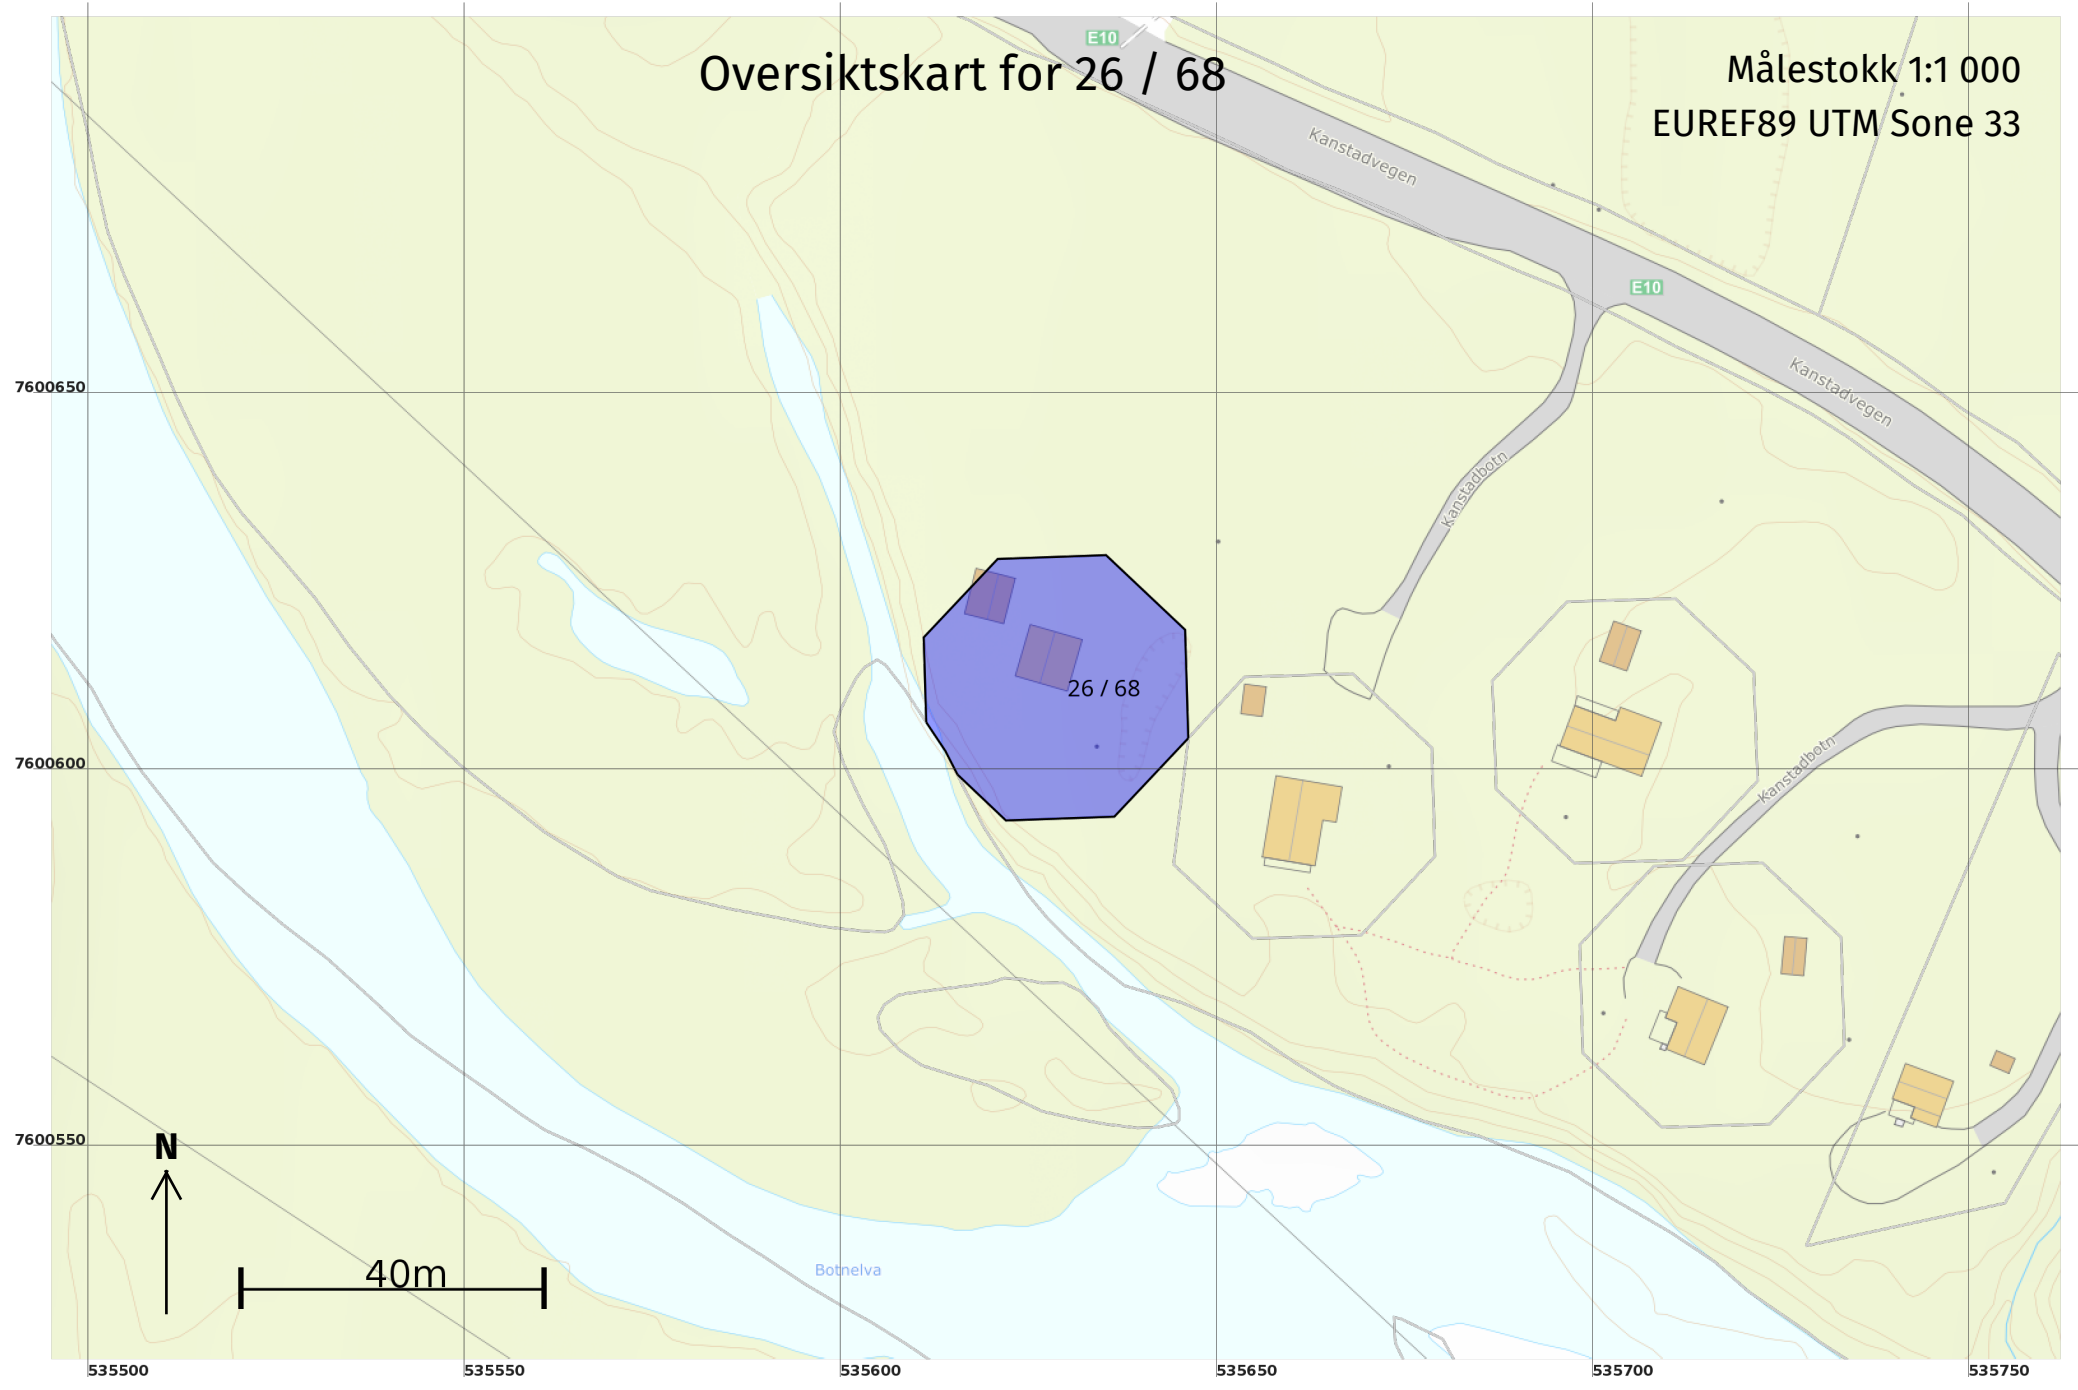 E10
Oversiktskart for 26 / 68
Målestokk 1:1 000
EUREF89 UTM Sone 33
Kanstadvegen
E10
Kanstadvegen
7600650
Kanstadbotn
26 / 68
Kanstadbotn
7600600
7600550
N
40m
Botnelva
535500
535550
535600
535650
535700
535750